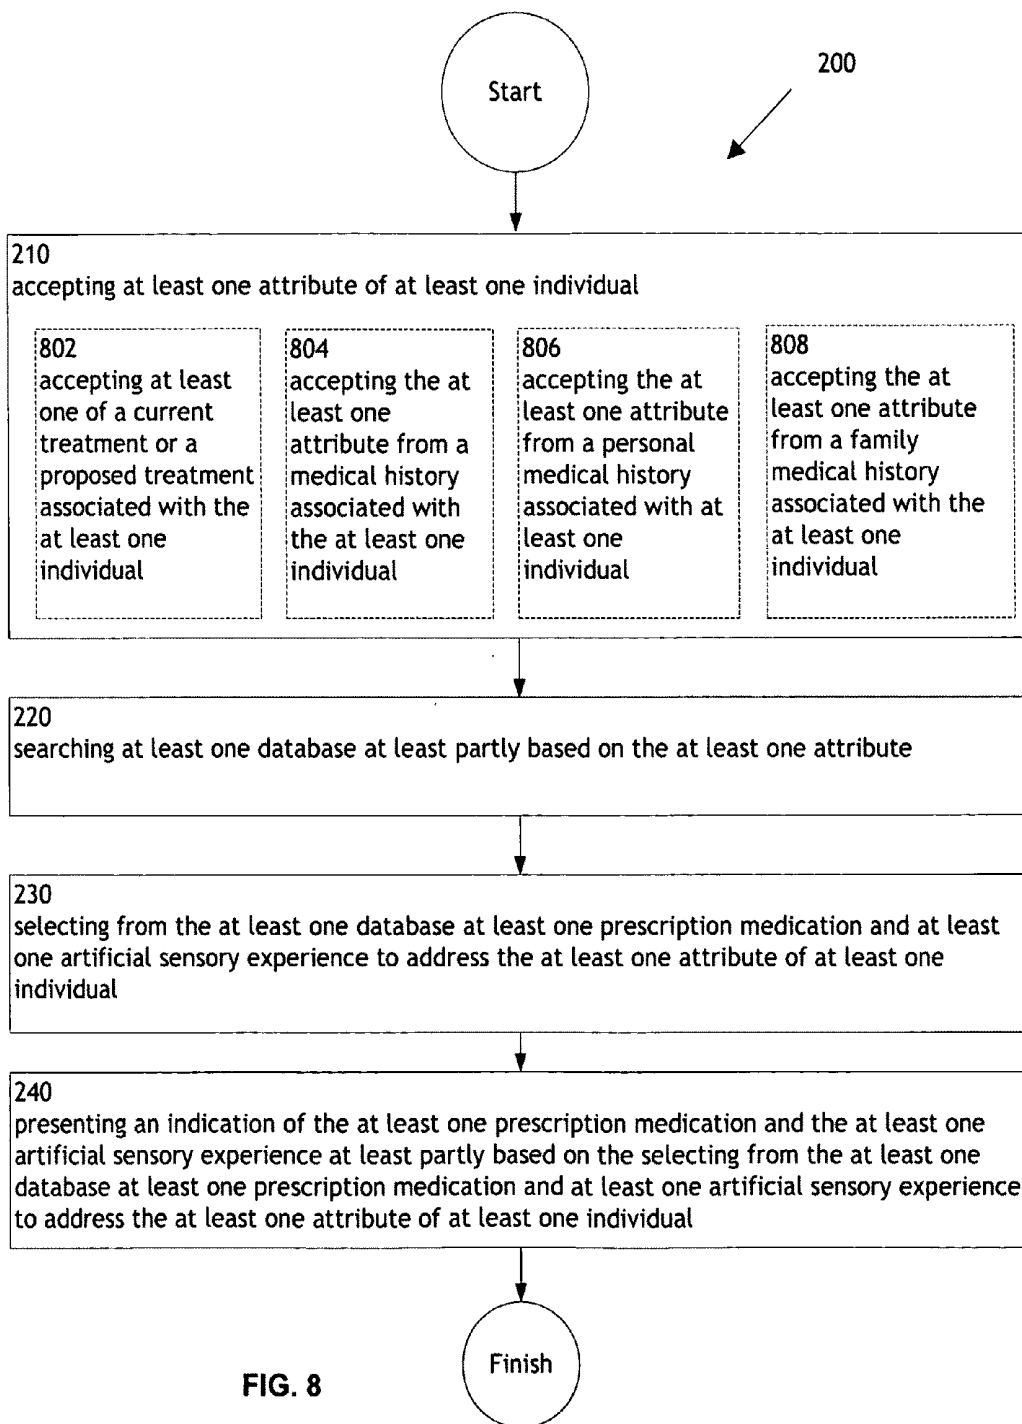 Start
200
210
accepting at least one attribute of at least one individual
802
accepting at least
one of a current
treatment or a
proposed treatment
associated with the
at least one
individual
804
accepting the at
least one
attribute from a
medical history
associated with
the at least one
individual
806
accepting the at
least one attribute
from a personal
medical history
associated with at
least one
individual
808
accepting the at
least one attribute
from a family
medical history
associated with the
at least one
individual
220
searching at least one database at least partly based on the at least one attribute
230
selecting from the at least one database at least one prescription medication and at least
one artificial sensory experience to address the at least one attribute of at least one
individual
240
presenting an indication of the at least one prescription medication and the at least one
artificial sensory experience at least partly based on the selecting from the at least one
database at least one prescription medication and at least one artificial sensory experience
to address the at least one attribute of at least one individual
Finish
FIG. 8